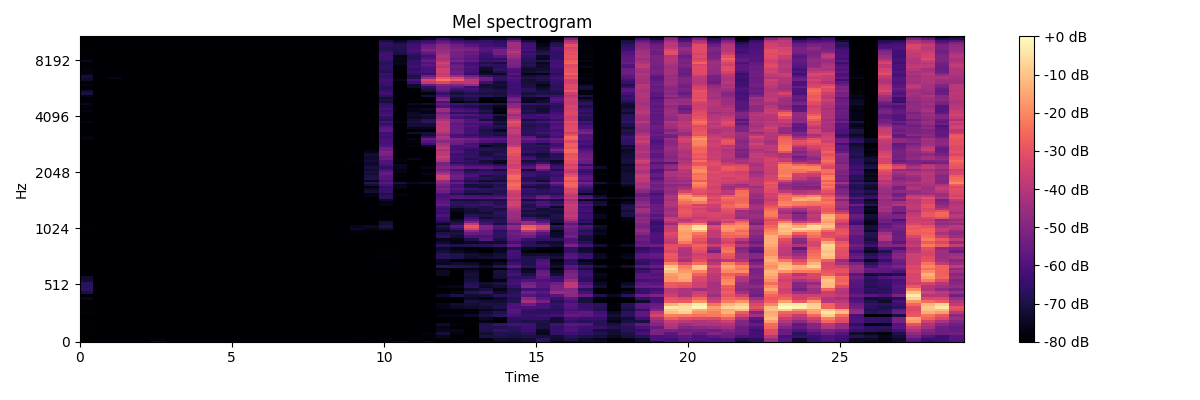 Mel spectrogram
+0 dB
8192
-10 dB
-20 dB
4096
-30 dB
2048
-40 dB
Hz
-50 dB
1024
-60 dB
512
-70 dB
0
-80 dB
0 5 10 15 20 25
Time